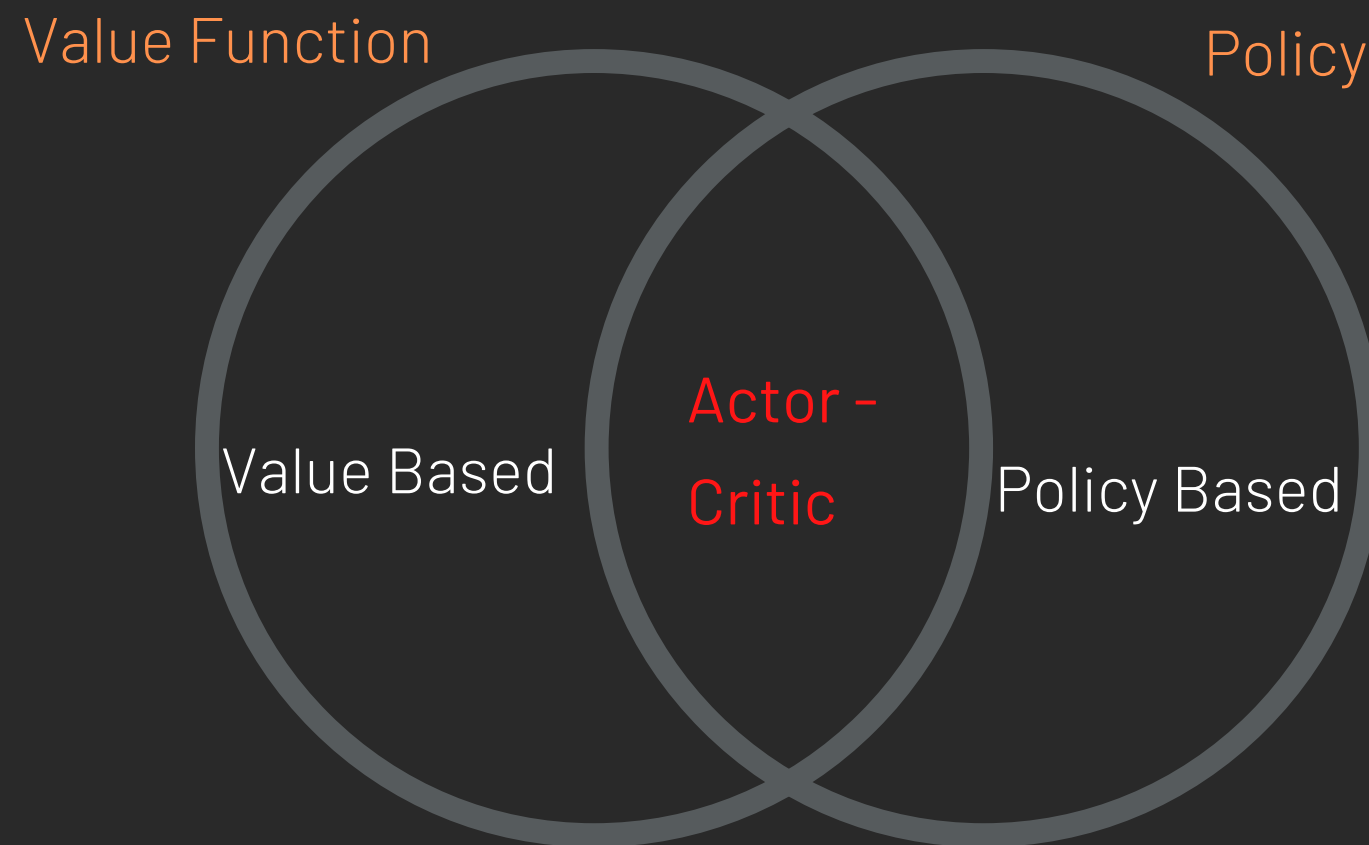 Value Function
Policy
Actor -
Critic
Value Based
Policy Based